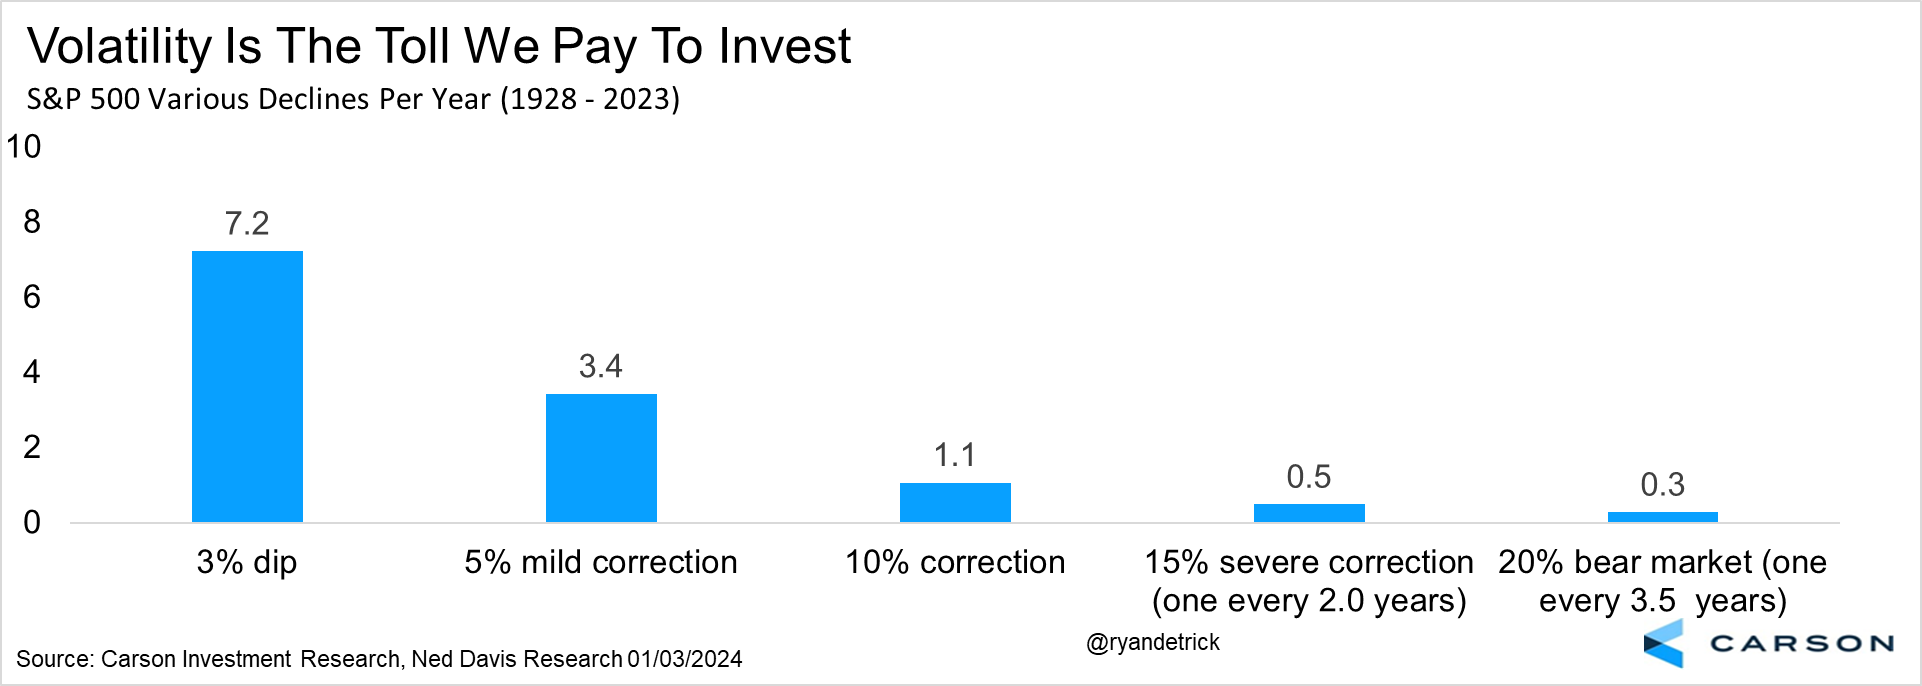 Volatility Is The Toll We Pay To Invest
S&P 500 Various Declines Per Year (1928 - 2023)
10
8
6
4
2
0
7.2
3.4
1.1
0.5
0.3
3% dip
5% mild correction
10% correction
15% severe correction
(one every 2.0 years)
20% bear market (one
every 3.5  years)
@ryandetrick
Source: Carson Investment Research, Ned Davis Research 01/03/2024
CARSON